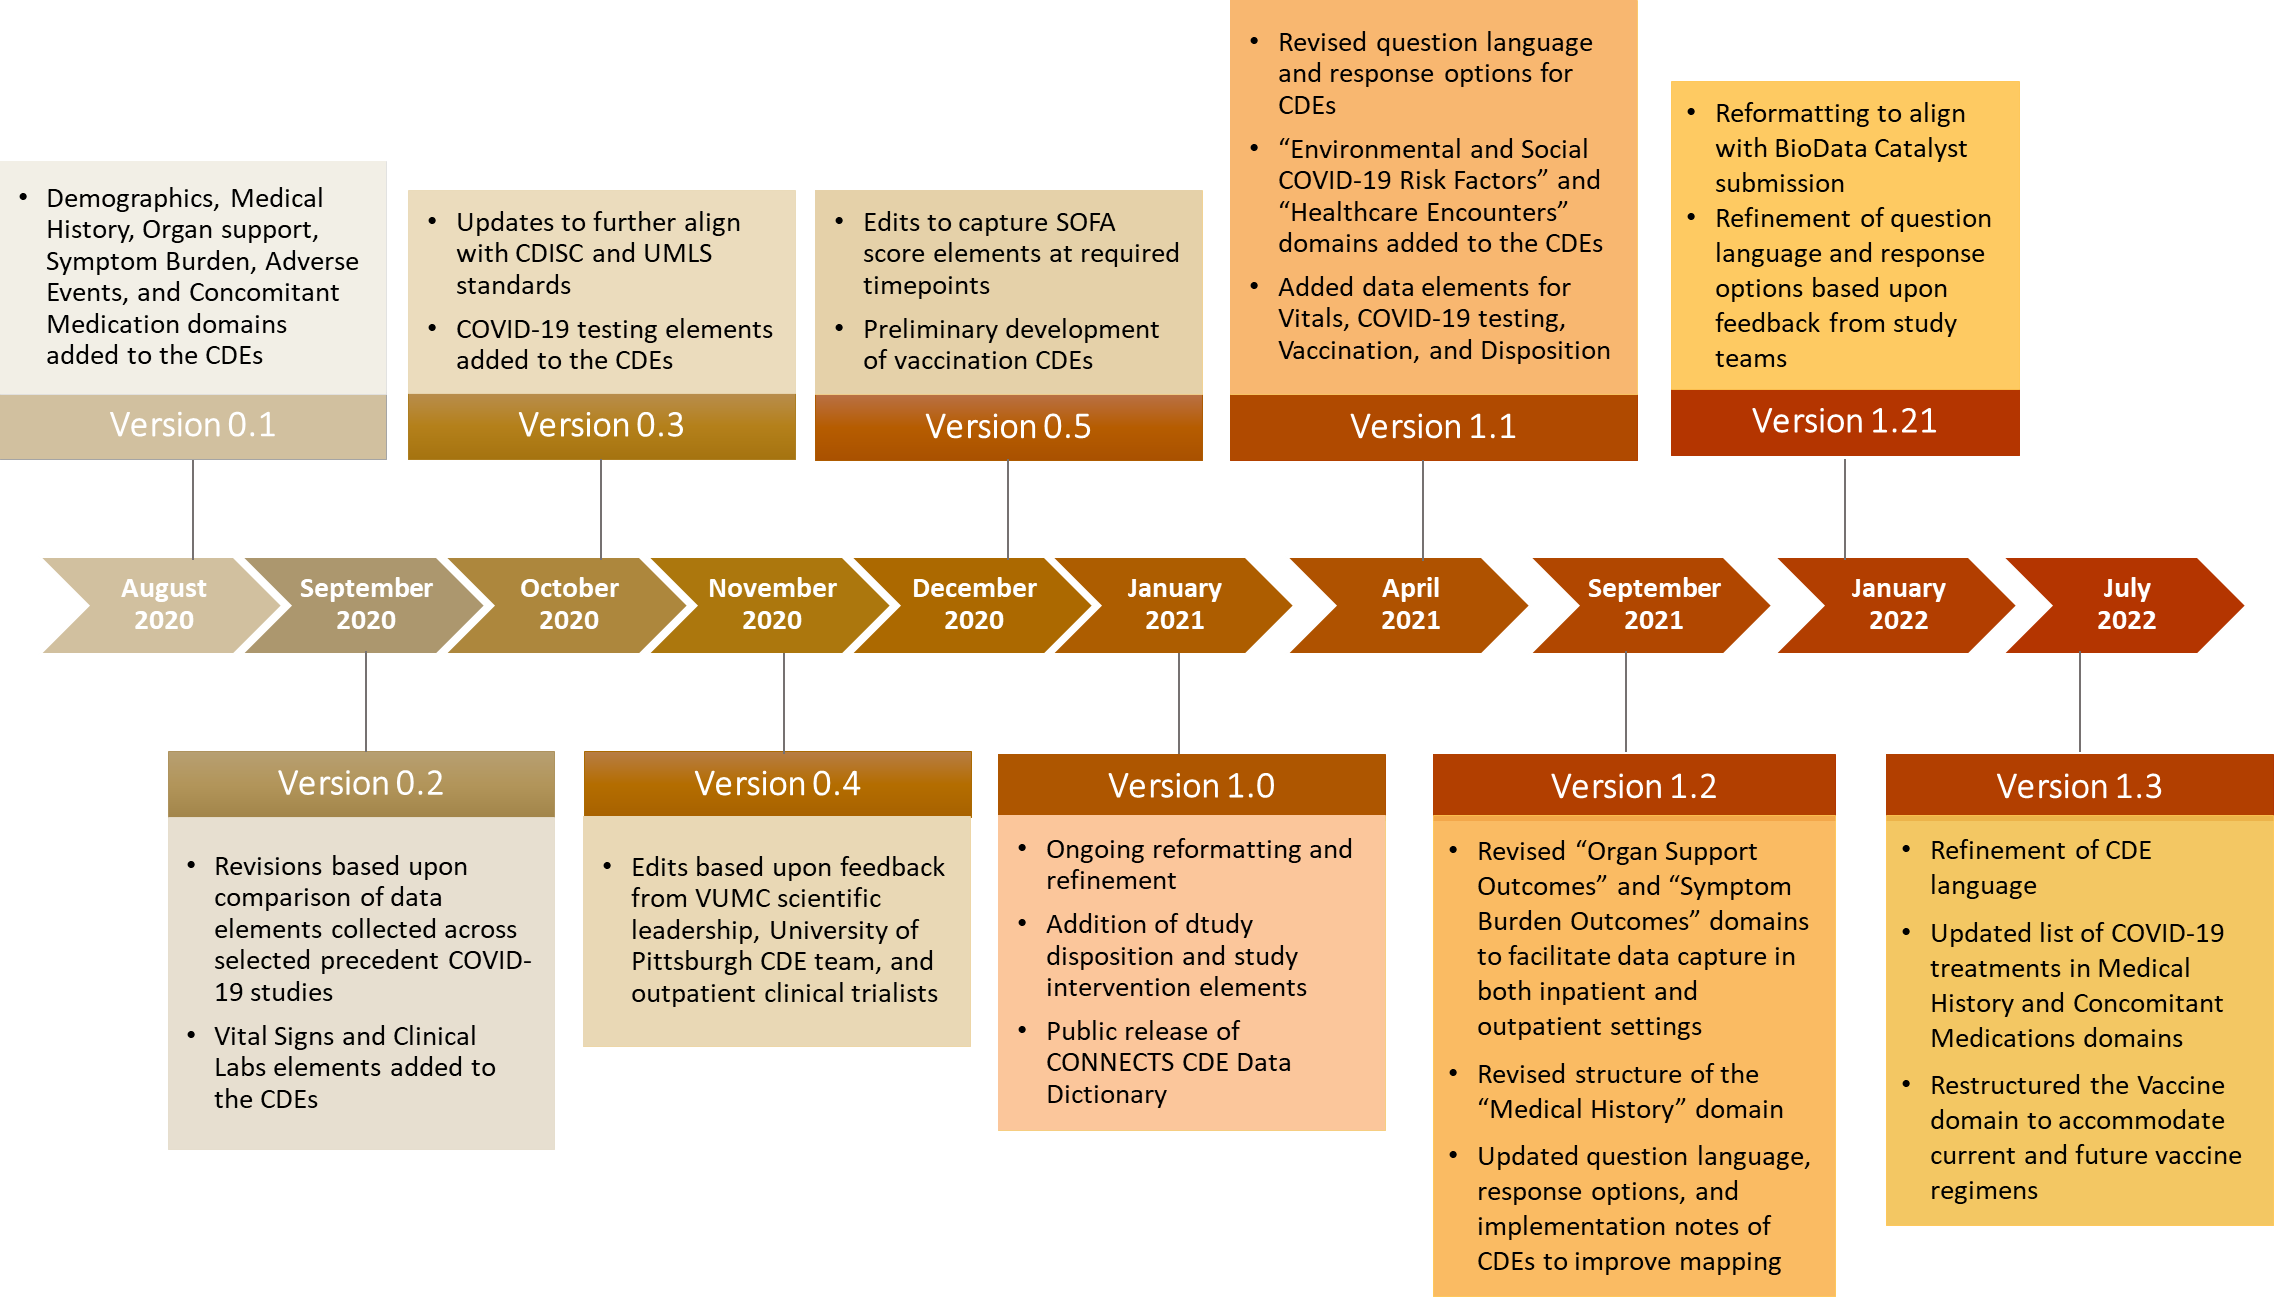 • Demographics, Medical
History, Organ support,
Symptom Burden, Adverse
Events, and Concomitant
Medication domains
added to the CDEs
Version 0.1
• Updates to further align
with CDISC and UMLS
standards
• COVID-19 testing elements
added to the CDEs
Version 0.3
• Edits to capture SOFA
score elements at required
timepoints
• Preliminary development
of vaccination CDEs
Version 0.5
• Revised question language
and response options for
CDEs
• “Environmental and Social
COVID-19 Risk Factors” and
“Healthcare Encounters”
domains added to the CDEs
• Added data elements for
Vitals, COVID-19 testing,
Vaccination, and Disposition
Version 1.1
• Reformatting to align
with BioData Catalyst
submission
• Refinement of question
language and response
options based upon
feedback from study
teams
Version 1.21
August
2020
September
2020
October
2020
November
2020
December
2020
January
2021
April
2021
September
2021
January
2022
July
2022
Version 0.2
• Revisions based upon
comparison of data
elements collected across
selected precedent COVID-
19 studies
• Vital Signs and Clinical
Labs elements added to
the CDEs
Version 0.4
• Edits based upon feedback
from VUMC scientific
leadership, University of
Pittsburgh CDE team, and
outpatient clinical trialists
Version 1.0
• Ongoing reformatting and
refinement
• Addition of dtudy
disposition and study
intervention elements
• Public release of
CONNECTS CDE Data
Dictionary
Version 1.2
• Revised “Organ Support
Outcomes” and “Symptom
Burden Outcomes” domains
to facilitate data capture in
both inpatient and
outpatient settings
• Revised structure of the
“Medical History” domain
• Updated question language,
response options, and
implementation notes of
CDEs to improve mapping
Version 1.3
• Refinement of CDE
language
• Updated list of COVID-19
treatments in Medical
History and Concomitant
Medications domains
• Restructured the Vaccine
domain to accommodate
current and future vaccine
regimens